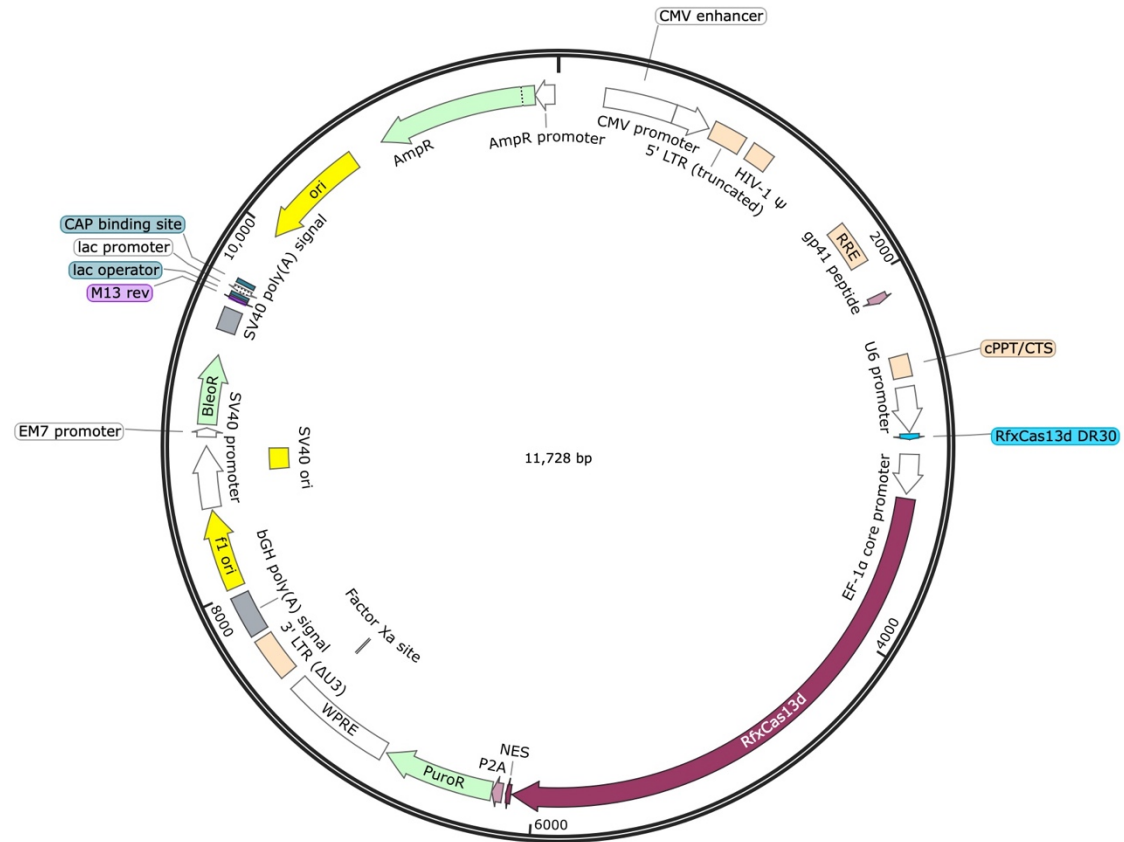 CMV enhancer
CMV promoter
5' LTR (truncated)
HIV-1 ψ
RRE
2000
gp41 peptide
cPPT/CTS
U6 promoter
RfxCas13d DR30
EF-1α core promoter
4000
RfxCas13d
6000
NES
P2A
PuroR
WPRE
3' LTR (ΔU3)
Factor Xa site
bGH poly(A) signal
8000
f1 ori
SV40 promoter
SV40 ori
EM7 promoter
BleoR
SV40 poly(A) signal
M13 rev
lac operator
lac promoter
CAP binding site
10,000
ori
AmpR
AmpR promoter
11,728 bp